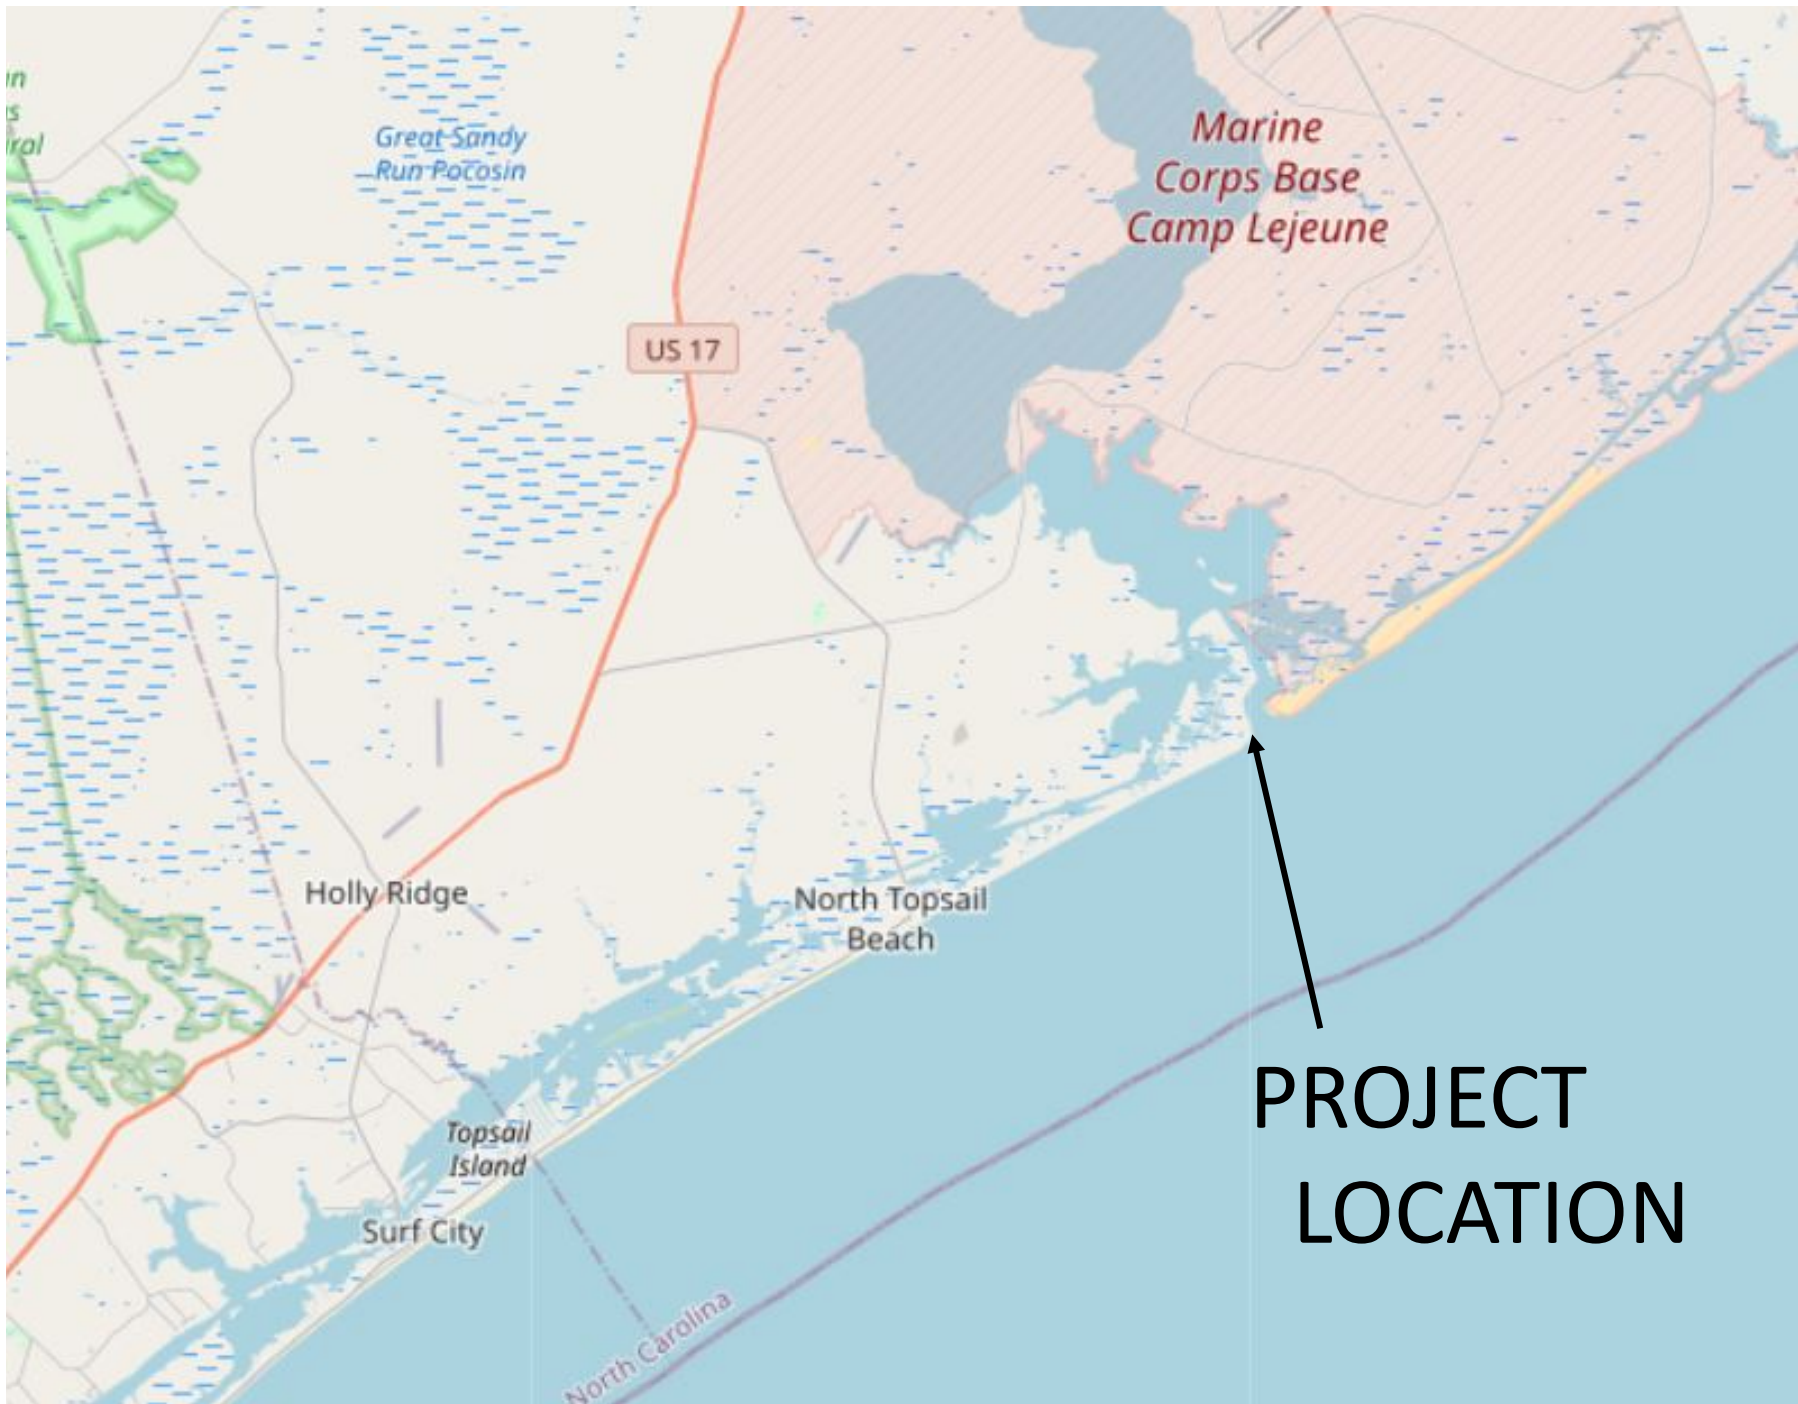 Great Sandy
Run Pocosin
Marine
Corps Base
Camp Lejeune
US 17
Holly Ridge
North Topsail
Beach
PROJECT
LOCATION
Topsail
Island
Surf City
North Carolina